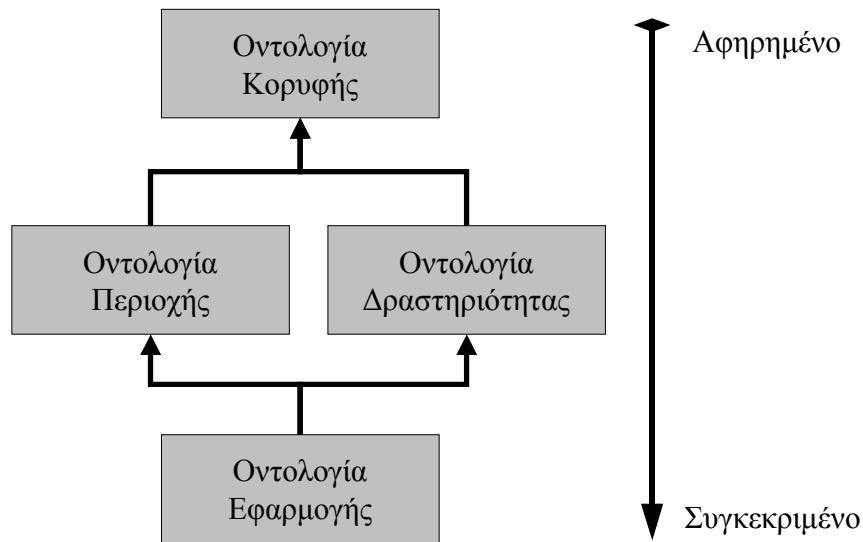 Οντολογία
Κορυφής
Αφηρημένο
Οντολογία
Περιοχής
Οντολογία
Δραστηριότητας
Οντολογία
Εφαρμογής
Συγκεκριμένο